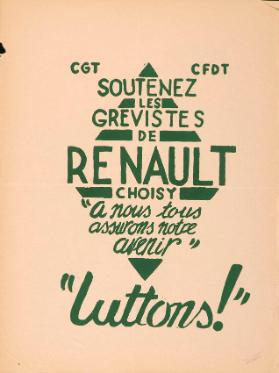 CGT CFDT
SOUTENEZ
LES
GREVISTES
DE
RENAULT
CHOISY
"A nous tous
assurons notre
avenir"
"luttons!"